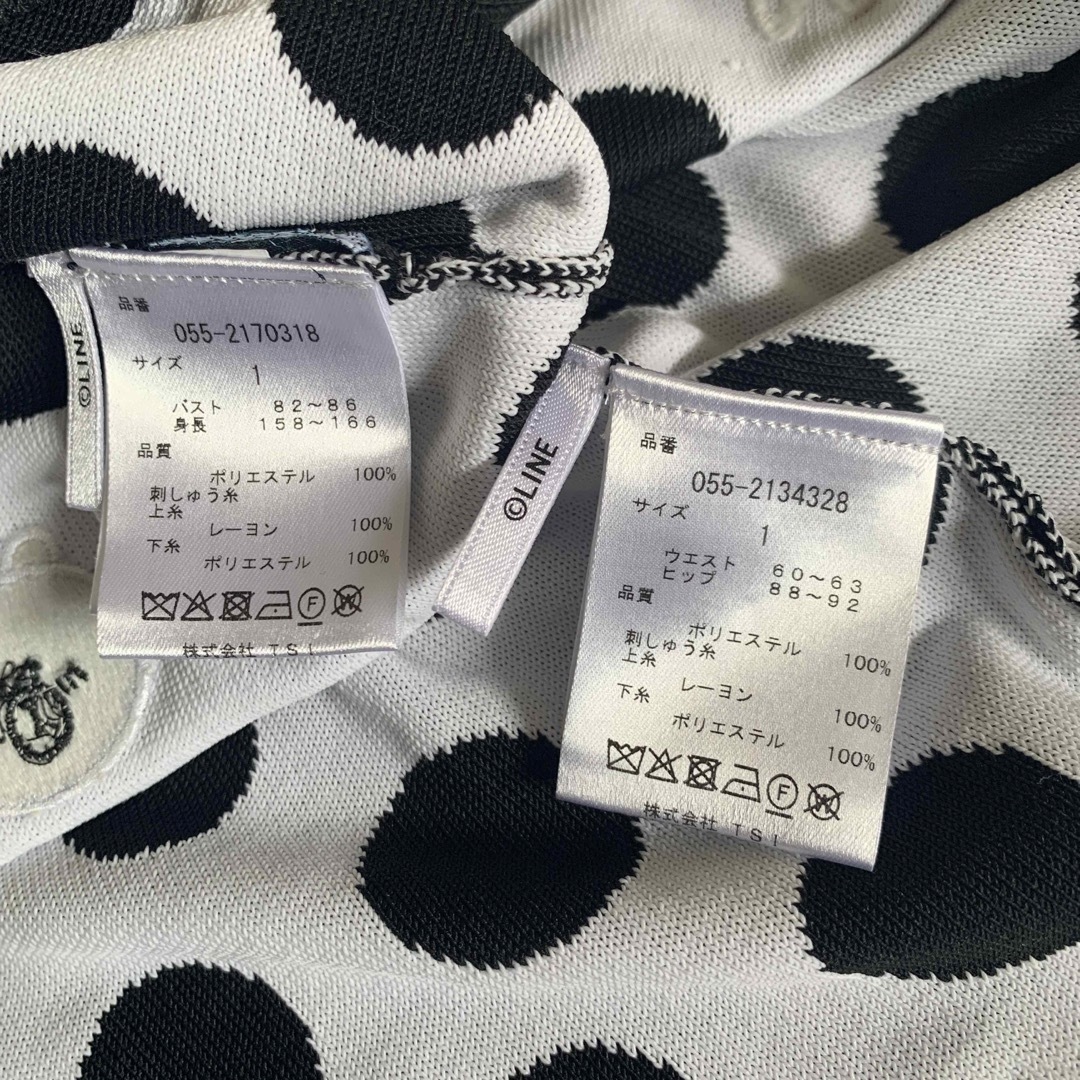 ©LINE
品番
055-2170318
サイズ
1
バスト 82～86
身長 158～166
品質
ポリエステル 100%
刺しゅう糸
上糸
レーヨン 100%
下糸
ポリエステル 100%
F
W
株式会社 TSI
©LINE
品番
055-2134328
サイズ
1
ウエスト 60～63
ヒップ 88～92
品質
ポリエステル 100%
刺しゅう糸
上糸
レーヨン 100%
下糸
ポリエステル 100%
F
W
株式会社 TSI